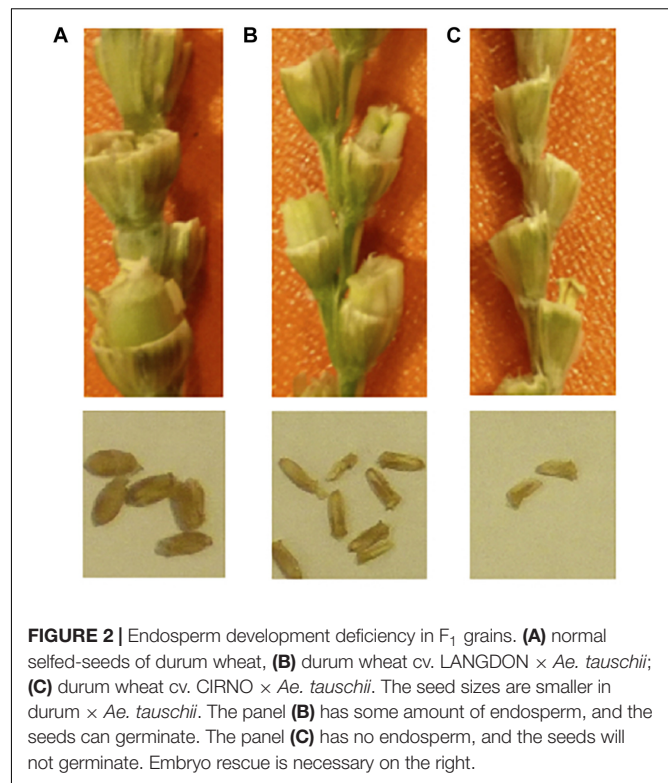 A
B
C
FIGURE 2 | Endosperm development deficiency in F₁ grains. (A) normal
selfed-seeds of durum wheat, (B) durum wheat cv. LANGDON × Ae. tauschii;
(C) durum wheat cv. CIRNO × Ae. tauschii. The seed sizes are smaller in
durum × Ae. tauschii. The panel (B) has some amount of endosperm, and the
seeds can germinate. The panel (C) has no endosperm, and the seeds will
not germinate. Embryo rescue is necessary on the right.